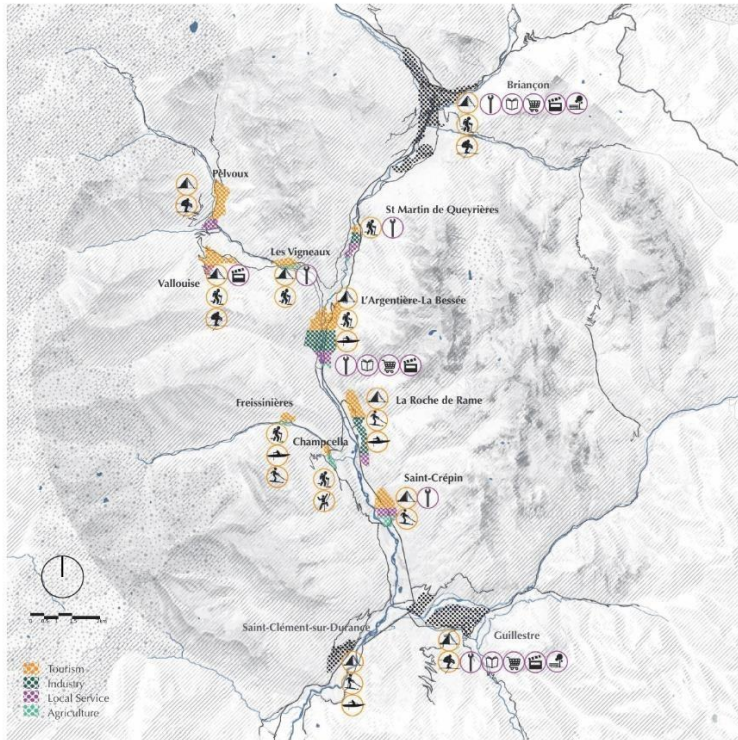 Briançon
Pelvoux
St Martin de Queyrières
Les Vigneaux
Vallouise
L'Argentière-La Bessée
Freissinières
La Roche de Rame
Champcella
Saint-Crépin
Saint-Clément-sur-Durance
Guillestre
Tourism
Industry
Local Service
Agriculture